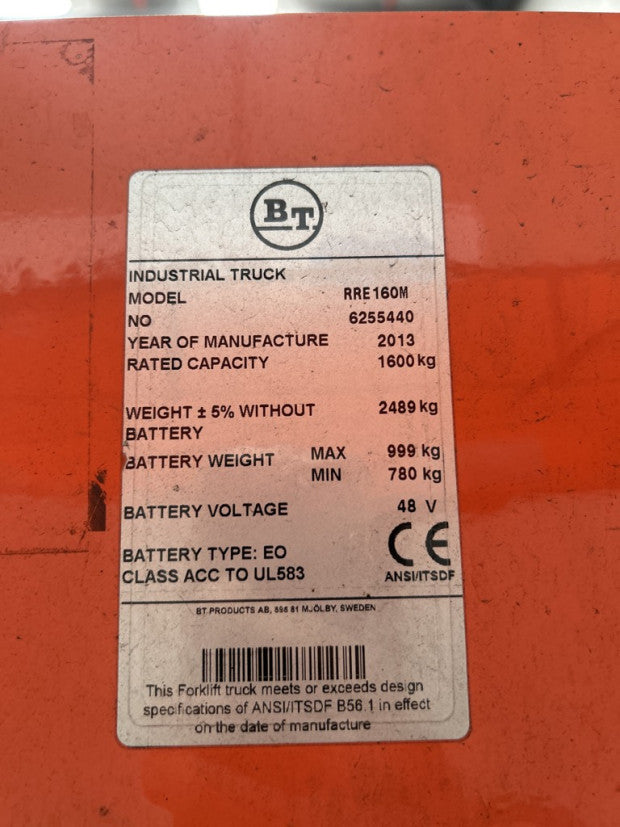 BT
INDUSTRIAL TRUCK
MODEL RRE160M
NO 6255440
YEAR OF MANUFACTURE 2013
RATED CAPACITY 1600 kg
WEIGHT ± 5% WITHOUT 2489 kg
BATTERY
BATTERY WEIGHT MAX 999 kg
MIN 780 kg
BATTERY VOLTAGE 48 V
BATTERY TYPE: EO CE
CLASS ACC TO UL583 ANSI/ITSDF
BT PRODUCTS AB, 595 81 MJÖLBY, SWEDEN
This Forklift truck meets or exceeds design
specifications of ANSI/ITSDF B56.1 in effect
on the date of manufacture